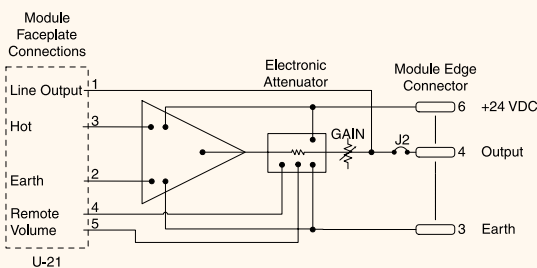 Module
Faceplate
Connections
Line Output 1
Hot 3
Earth 2
Remote 4
Volume 5
U-21
Electronic
Attenuator
GAIN
J2
Module Edge
Connector
6 +24 VDC
4 Output
3 Earth